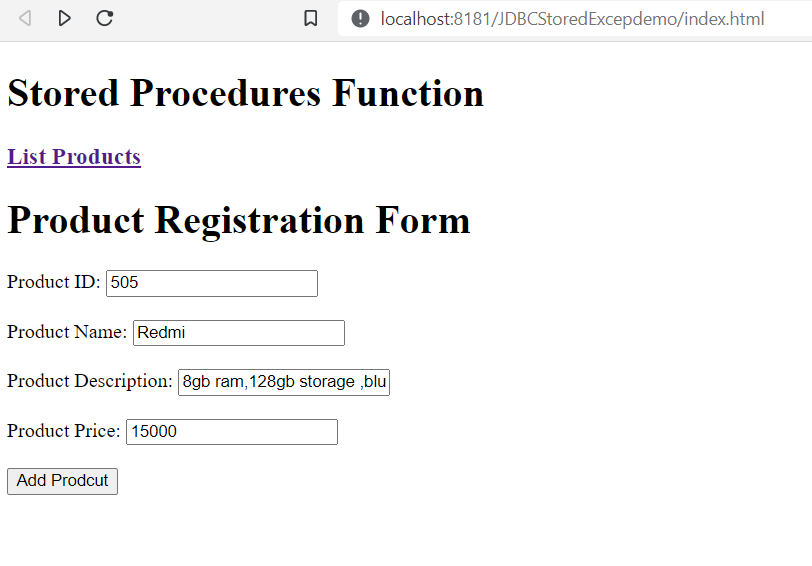 localhost:8181/JDBCStoredExcepdemo/index.html
Stored Procedures Function
List Products
Product Registration Form
Product ID: 505
Product Name: Redmi
Product Description: 8gb ram,128gb storage ,blu
Product Price: 15000
Add Prodcut